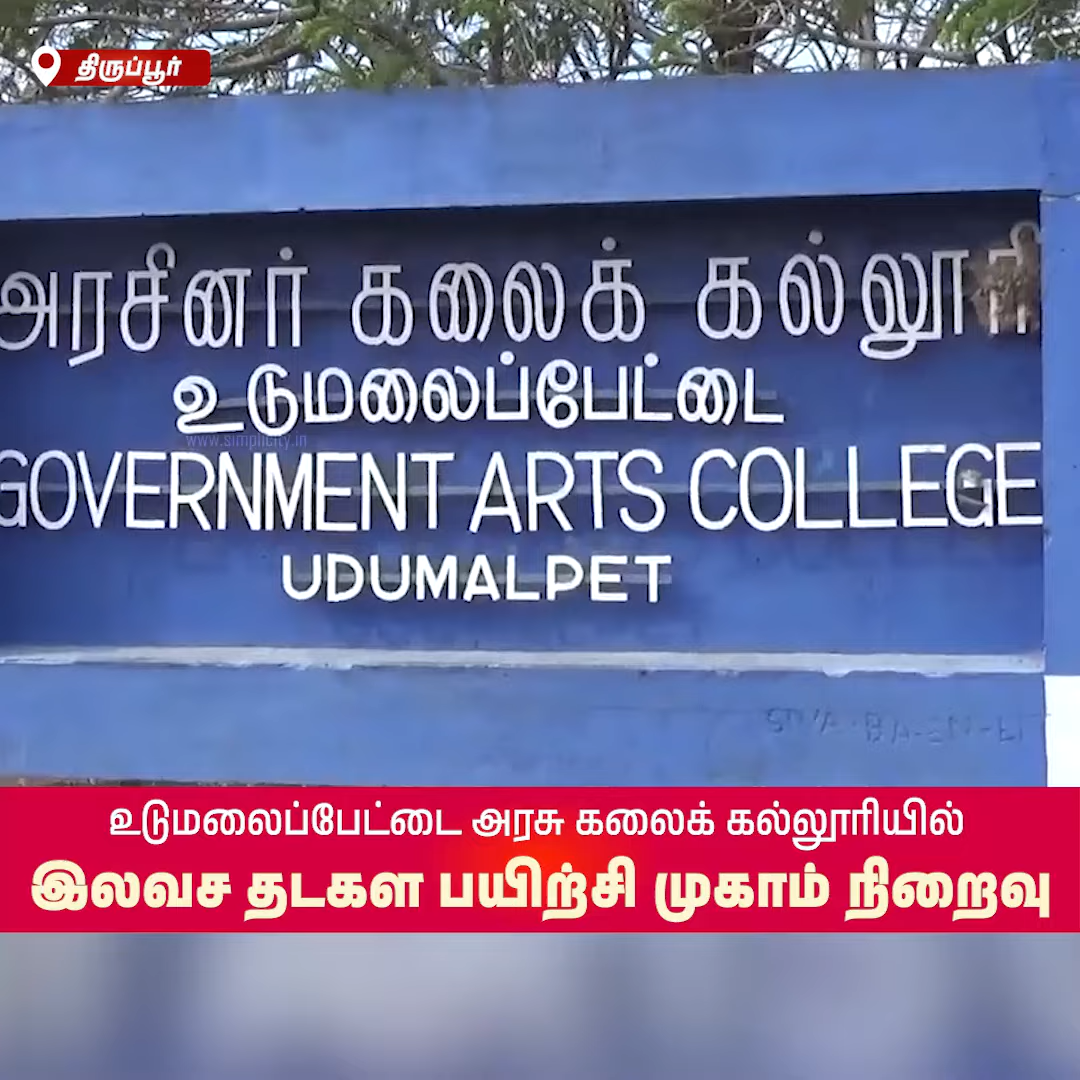 திருப்பூர்
அரசினர் கலைக் கல்லூரி
உடுமலைப்பேட்டை
www.simplicity.in
GOVERNMENT ARTS COLLEGE
UDUMALPET
உடுமலைப்பேட்டை அரசு கலைக் கல்லூரியில்
இலவச தடகள பயிற்சி முகாம் நிறைவு